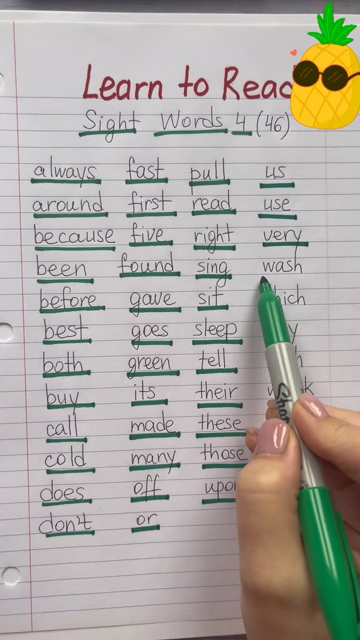 Learn to Read
Sight Words 4 (46)
always
around
because
been
before
best
both
buy
call
cold
does
don't
fast
first
five
found
gave
goes
green
its
made
many
off
or
pull
read
right
sing
sit
sleep
tell
their
these
those
upon
us
use
very
wash
which